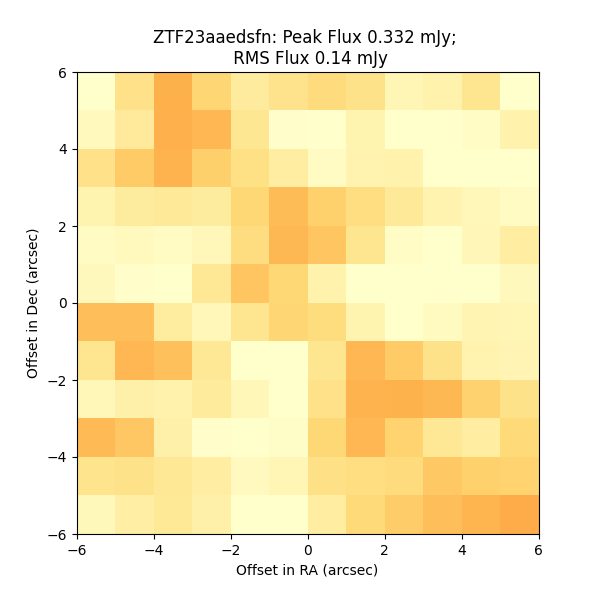 ZTF23aaedsfn: Peak Flux 0.332 mJy;
RMS Flux 0.14 mJy
6
4
2
0
−2
−4
−6
Offset in Dec (arcsec)
−6 −4 −2 0 2 4 6
Offset in RA (arcsec)